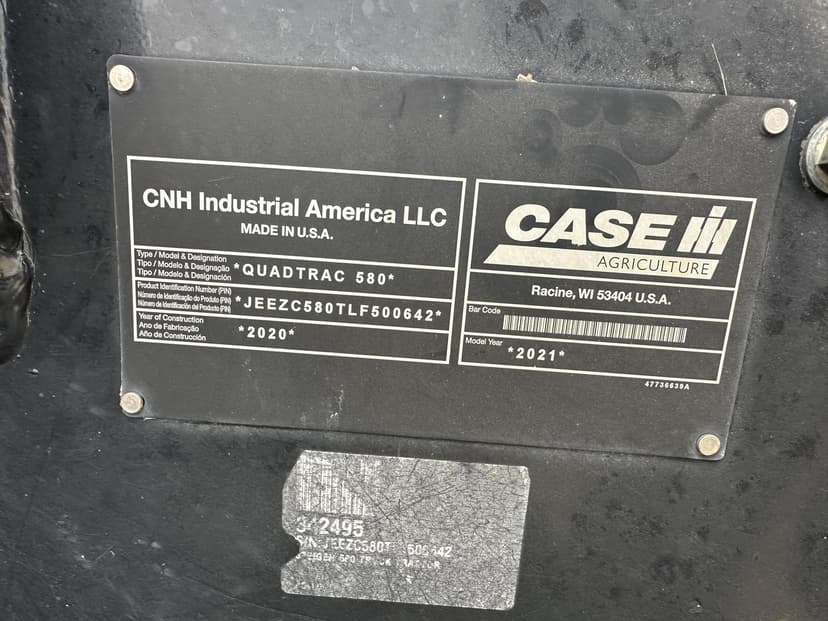 CNH Industrial America LLC
MADE IN U.S.A.
Type / Model & Designation
Tipo / Modelo & Designação
Tipo / Modelo & Designación
*QUADTRAC 580*
Product Identification Number (PIN)
Número de Identificação do Produto (PIN)
Número de Identificación del Producto (PIN)
*JEEZC580TLF500642*
Year of Construction
Ano de Fabricação
Año de Construcción
*2020*
CASE IH
AGRICULTURE
Racine, WI 53404 U.S.A.
Bar Code
Model Year
*2021*
47736639A
342495
S/N JEEZC580T